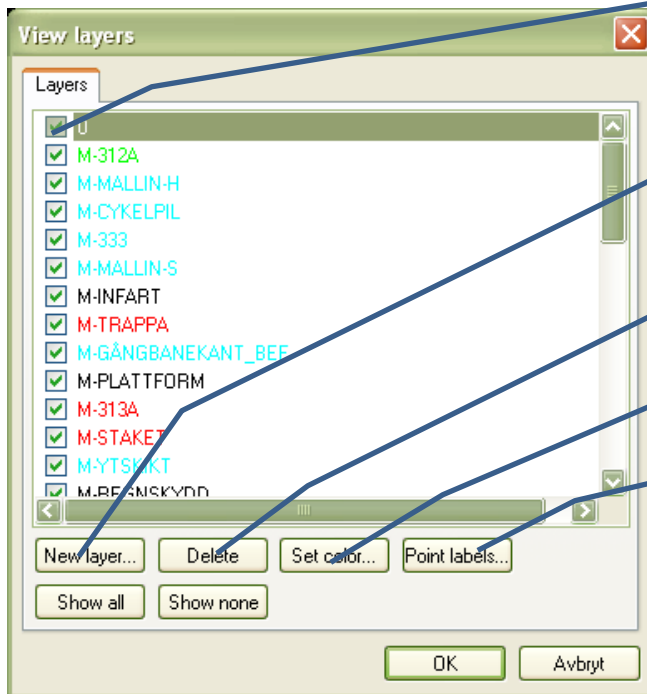 View layers
Layers
0
M-312A
M-MALLIN-H
M-CYKELPIL
M-333
M-MALLIN-S
M-INFART
M-TRAPPA
M-GÅNGBANEKANT_BEF
M-PLATTFORM
M-313A
M-STAKET
M-YTSKIKT
M-REGNSKYDD
New layer... Delete Set color... Point labels...
Show all Show none
OK Avbryt